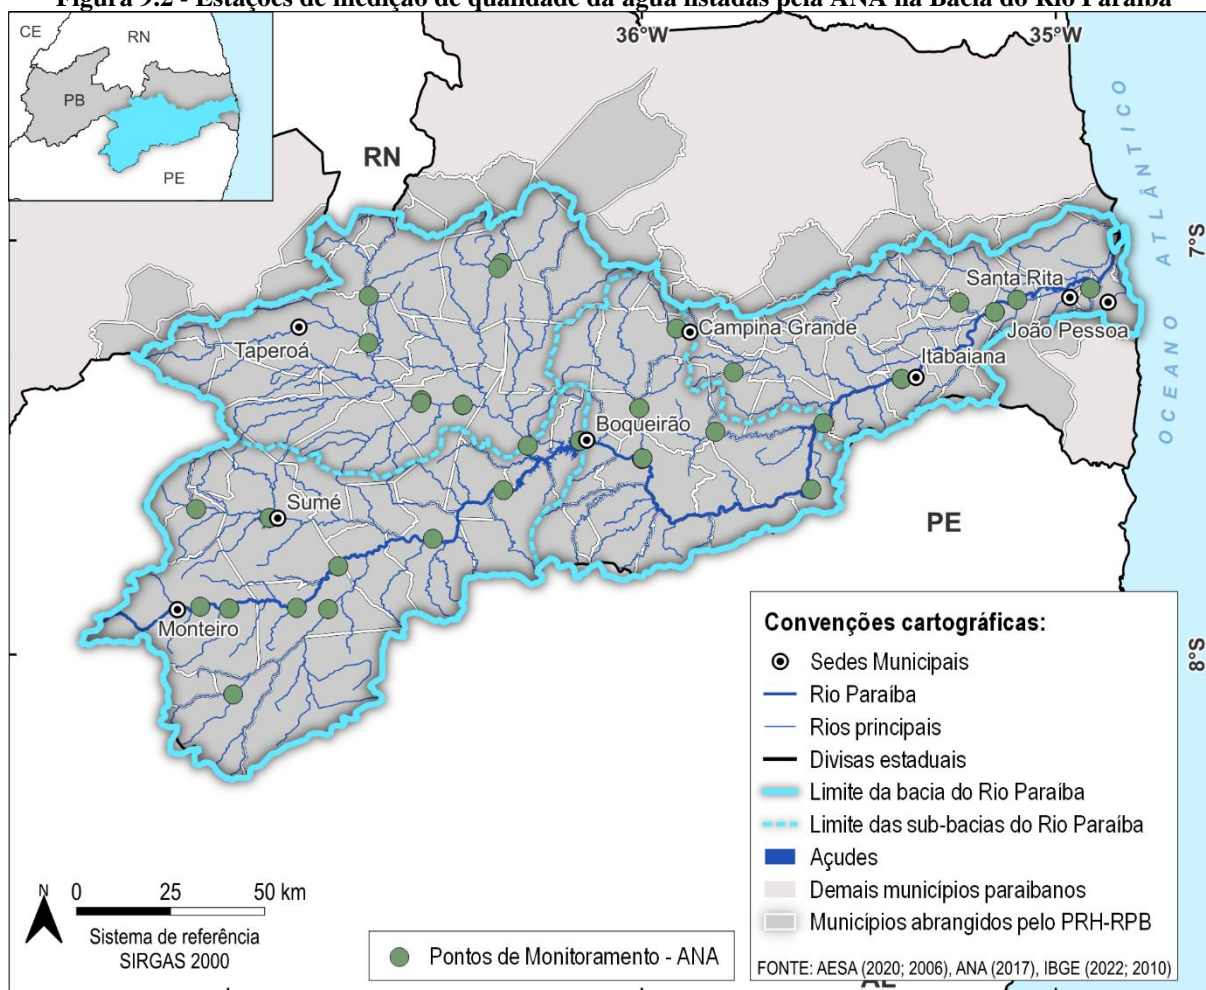 Figura 9.2 - Estações de medição de qualidade da água listadas pela ANA na Bacia do Rio Paraíba
36°W
35°W
CE
RN
PB
PE
RN
OCEANO ATLÂNTICO
7°S
Santa Rita
João Pessoa
Campina Grande
Taperoá
Itabaiana
Boqueirão
Sumé
PE
Monteiro
8°S
Convenções cartográficas:
Sedes Municipais
Rio Paraíba
Rios principais
Divisas estaduais
Limite da bacia do Rio Paraíba
Limite das sub-bacias do Rio Paraíba
Açudes
Demais municípios paraibanos
Municípios abrangidos pelo PRH-RPB
FONTE: AESA (2020; 2006), ANA (2017), IBGE (2022; 2010)
N
0 25 50 km
Sistema de referência
SIRGAS 2000
Pontos de Monitoramento - ANA
AL